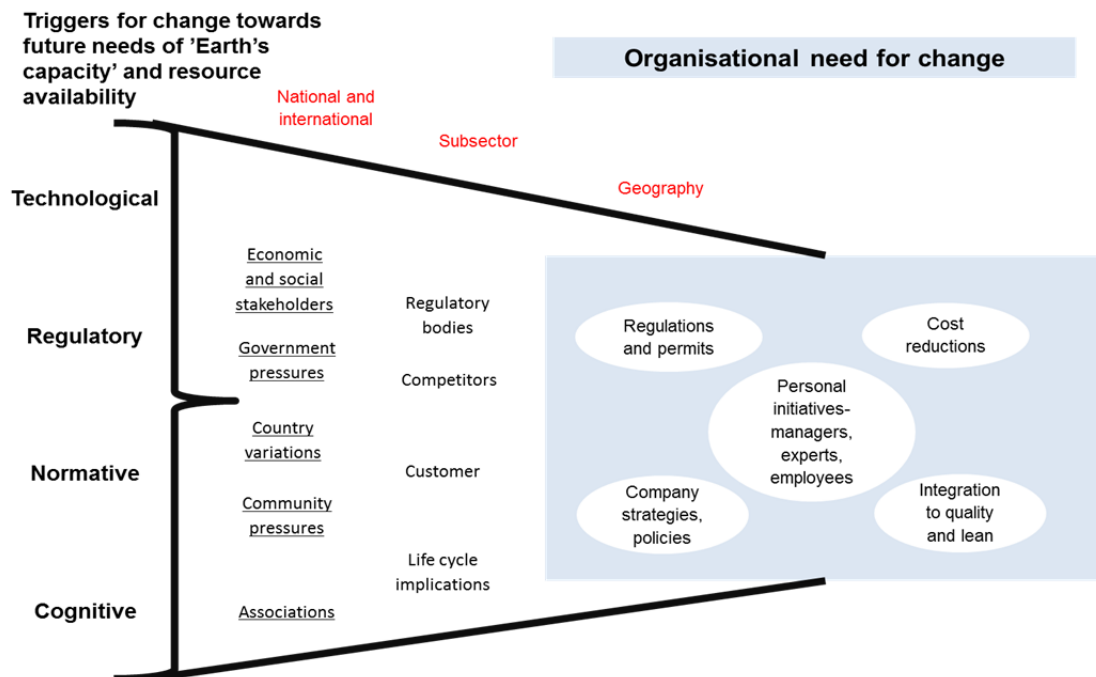 Triggers for change towards
future needs of ’Earth’s
capacity’ and resource
availability
Organisational need for change
National and
international
Subsector
Geography
Technological
Regulatory
Normative
Cognitive
Economic
and social
stakeholders
Government
pressures
Country
variations
Community
pressures
Associations
Regulatory
bodies
Competitors
Customer
Life cycle
implications
Regulations
and permits
Cost
reductions
Personal
initiatives-
managers,
experts,
employees
Company
strategies,
policies
Integration
to quality
and lean